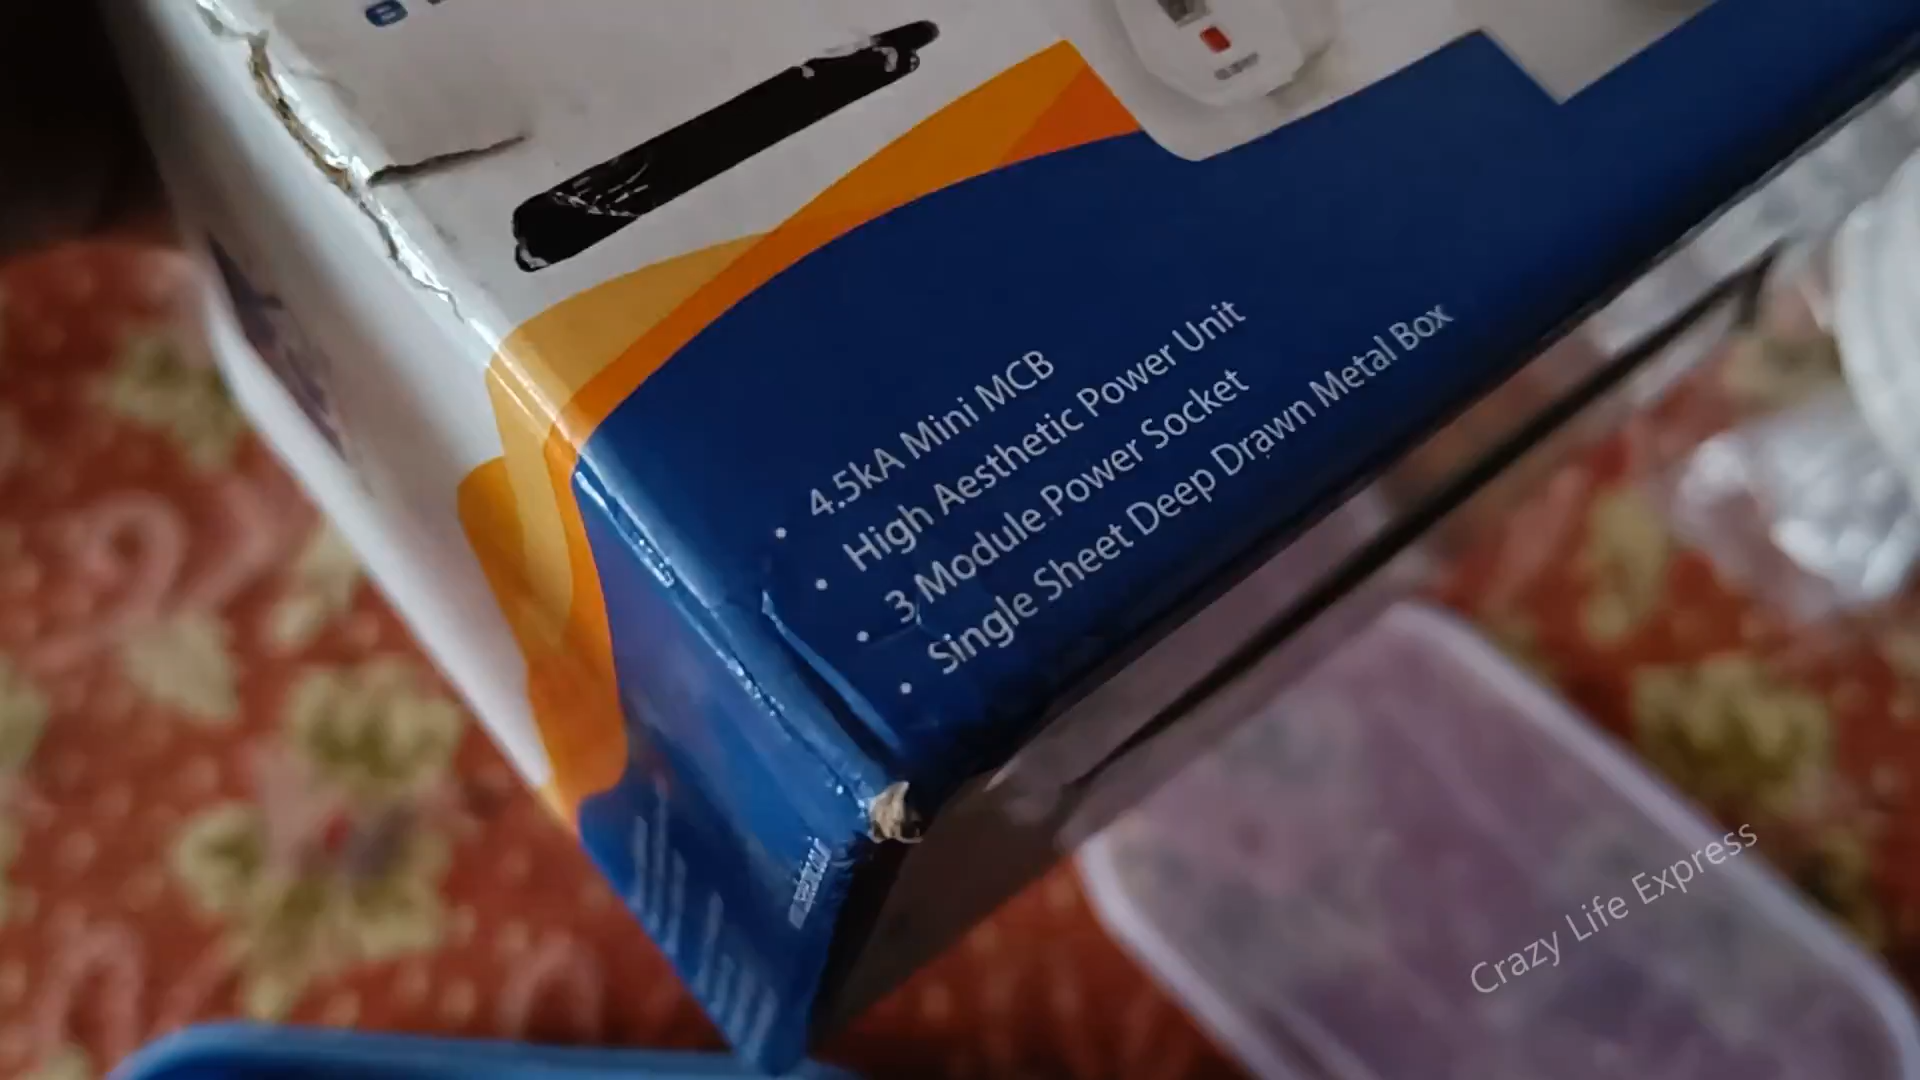 • 4.5kA Mini MCB
• High Aesthetic Power Unit
• 3 Module Power Socket
• Single Sheet Deep Drawn Metal Box
Crazy Life Express